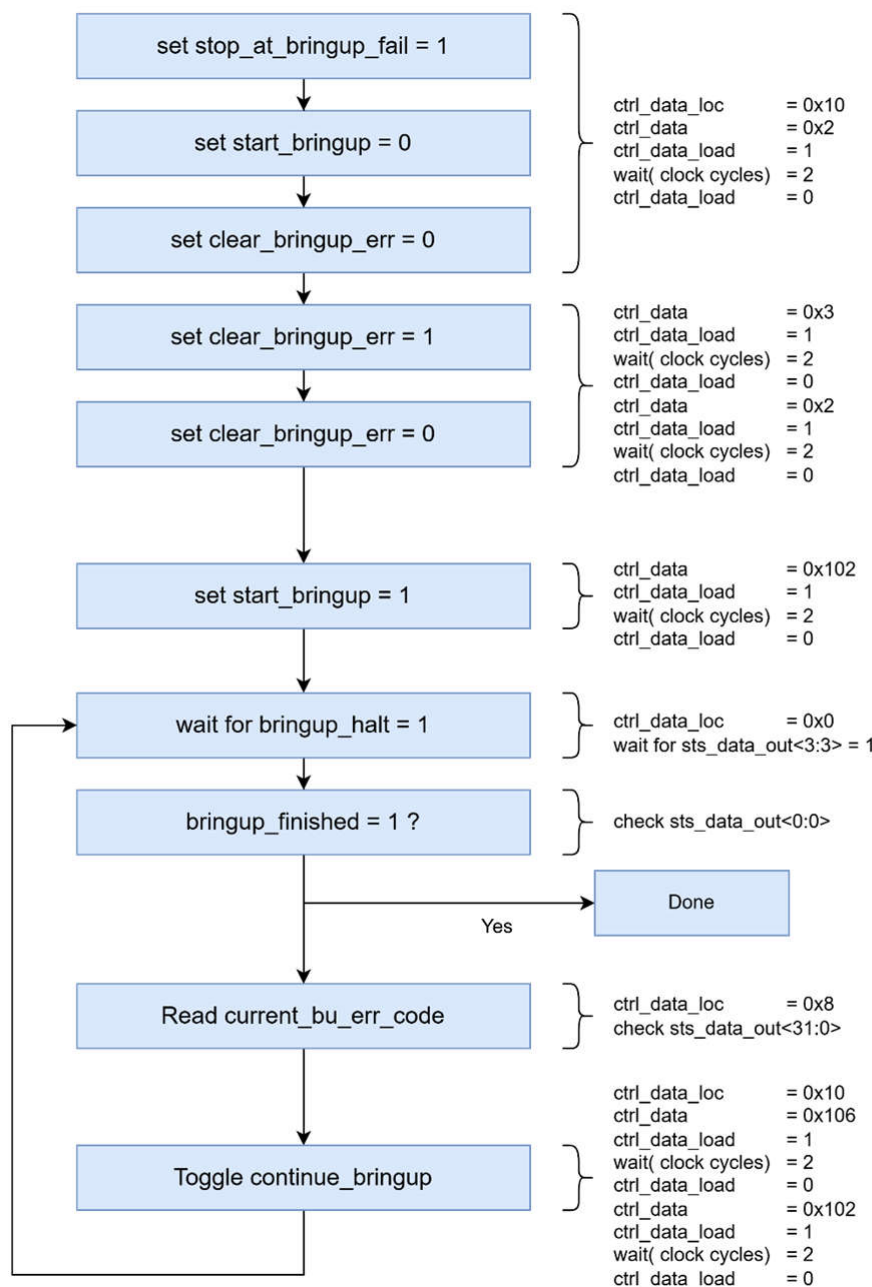 set stop_at_bringup_fail = 1
set start_bringup = 0
set clear_bringup_err = 0
ctrl_data_loc = 0x10
ctrl_data = 0x2
ctrl_data_load = 1
wait( clock cycles) = 2
ctrl_data_load = 0
set clear_bringup_err = 1
set clear_bringup_err = 0
ctrl_data = 0x3
ctrl_data_load = 1
wait( clock cycles) = 2
ctrl_data_load = 0
ctrl_data = 0x2
ctrl_data_load = 1
wait( clock cycles) = 2
ctrl_data_load = 0
set start_bringup = 1
ctrl_data = 0x102
ctrl_data_load = 1
wait( clock cycles) = 2
ctrl_data_load = 0
wait for bringup_halt = 1
ctrl_data_loc = 0x0
wait for sts_data_out<3:3> = 1
bringup_finished = 1 ?
check sts_data_out<0:0>
Done
Yes
Read current_bu_err_code
ctrl_data_loc = 0x8
check sts_data_out<31:0>
Toggle continue_bringup
ctrl_data_loc = 0x10
ctrl_data = 0x106
ctrl_data_load = 1
wait( clock cycles) = 2
ctrl_data_load = 0
ctrl_data = 0x102
ctrl_data_load = 1
wait( clock cycles) = 2
ctrl_data_load = 0